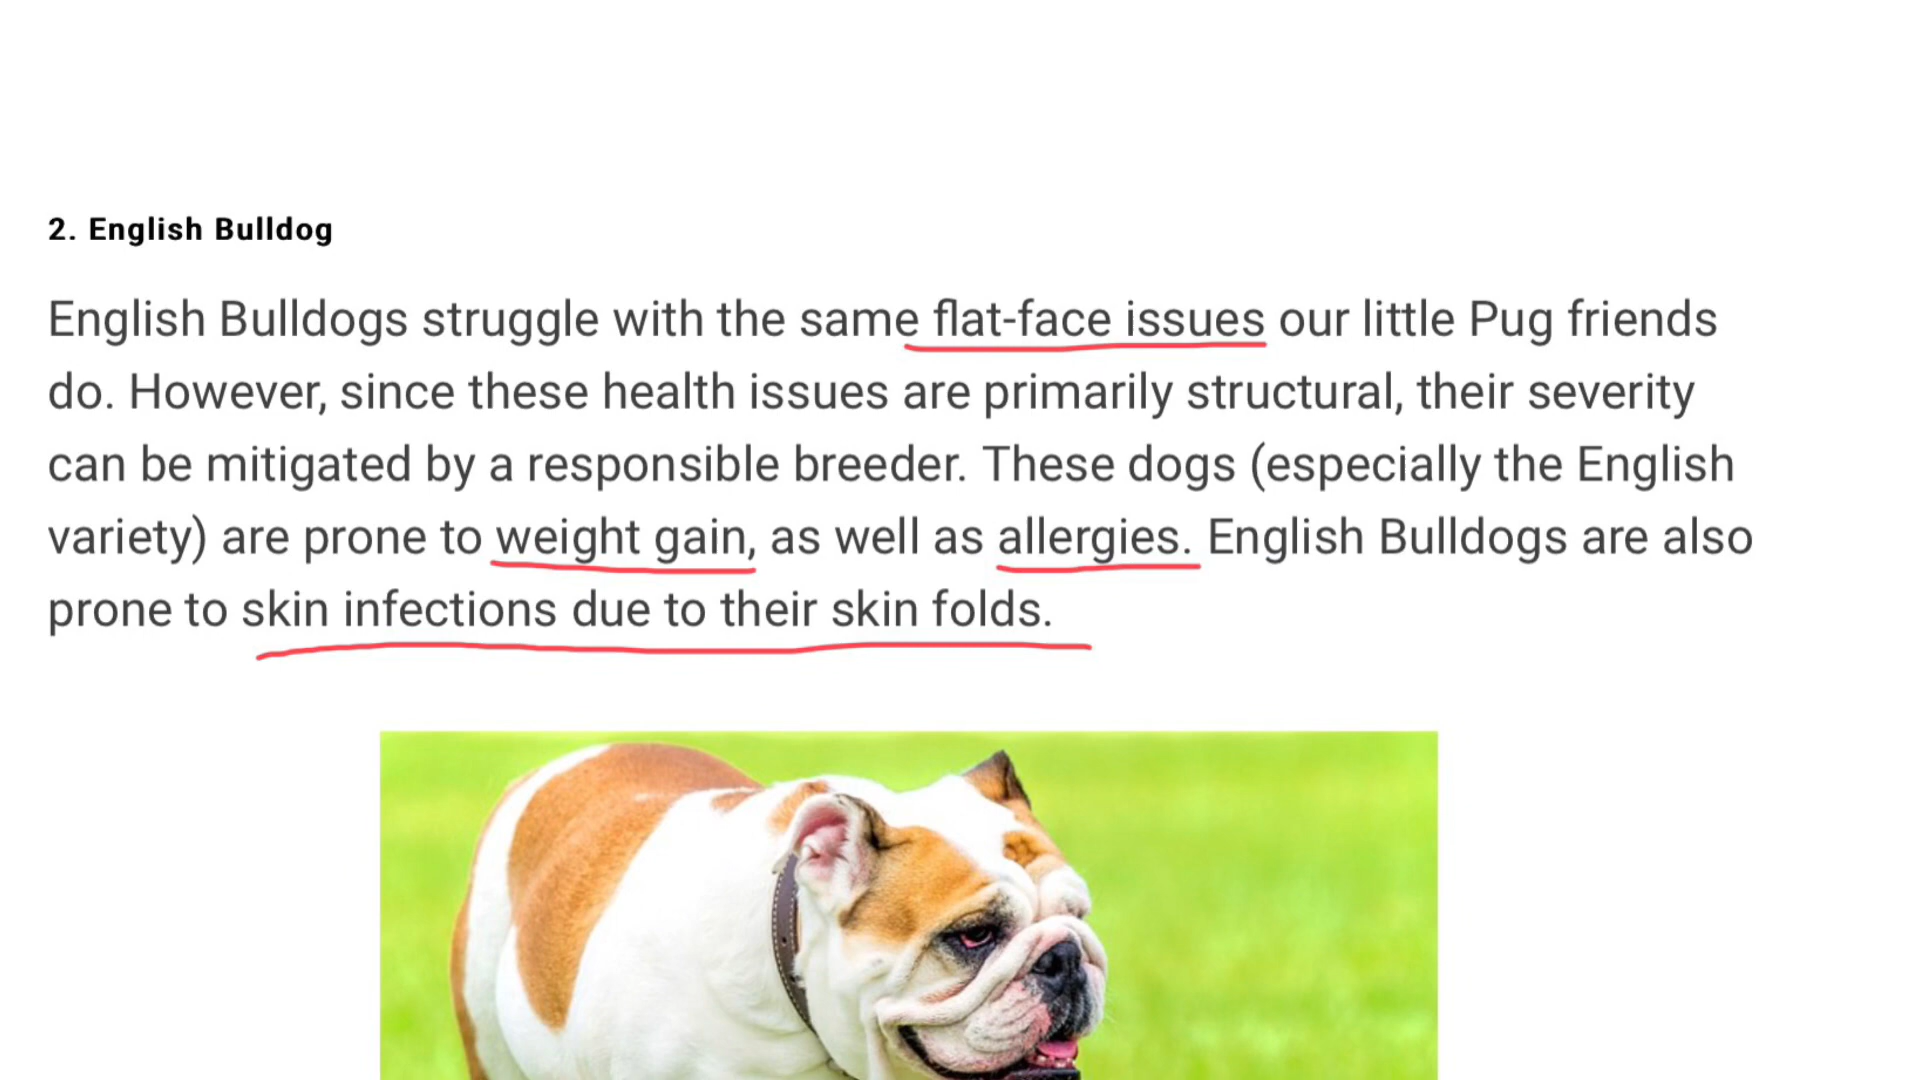 2. English Bulldog
English Bulldogs struggle with the same flat-face issues our little Pug friends
do. However, since these health issues are primarily structural, their severity
can be mitigated by a responsible breeder. These dogs (especially the English
variety) are prone to weight gain, as well as allergies. English Bulldogs are also
prone to skin infections due to their skin folds.